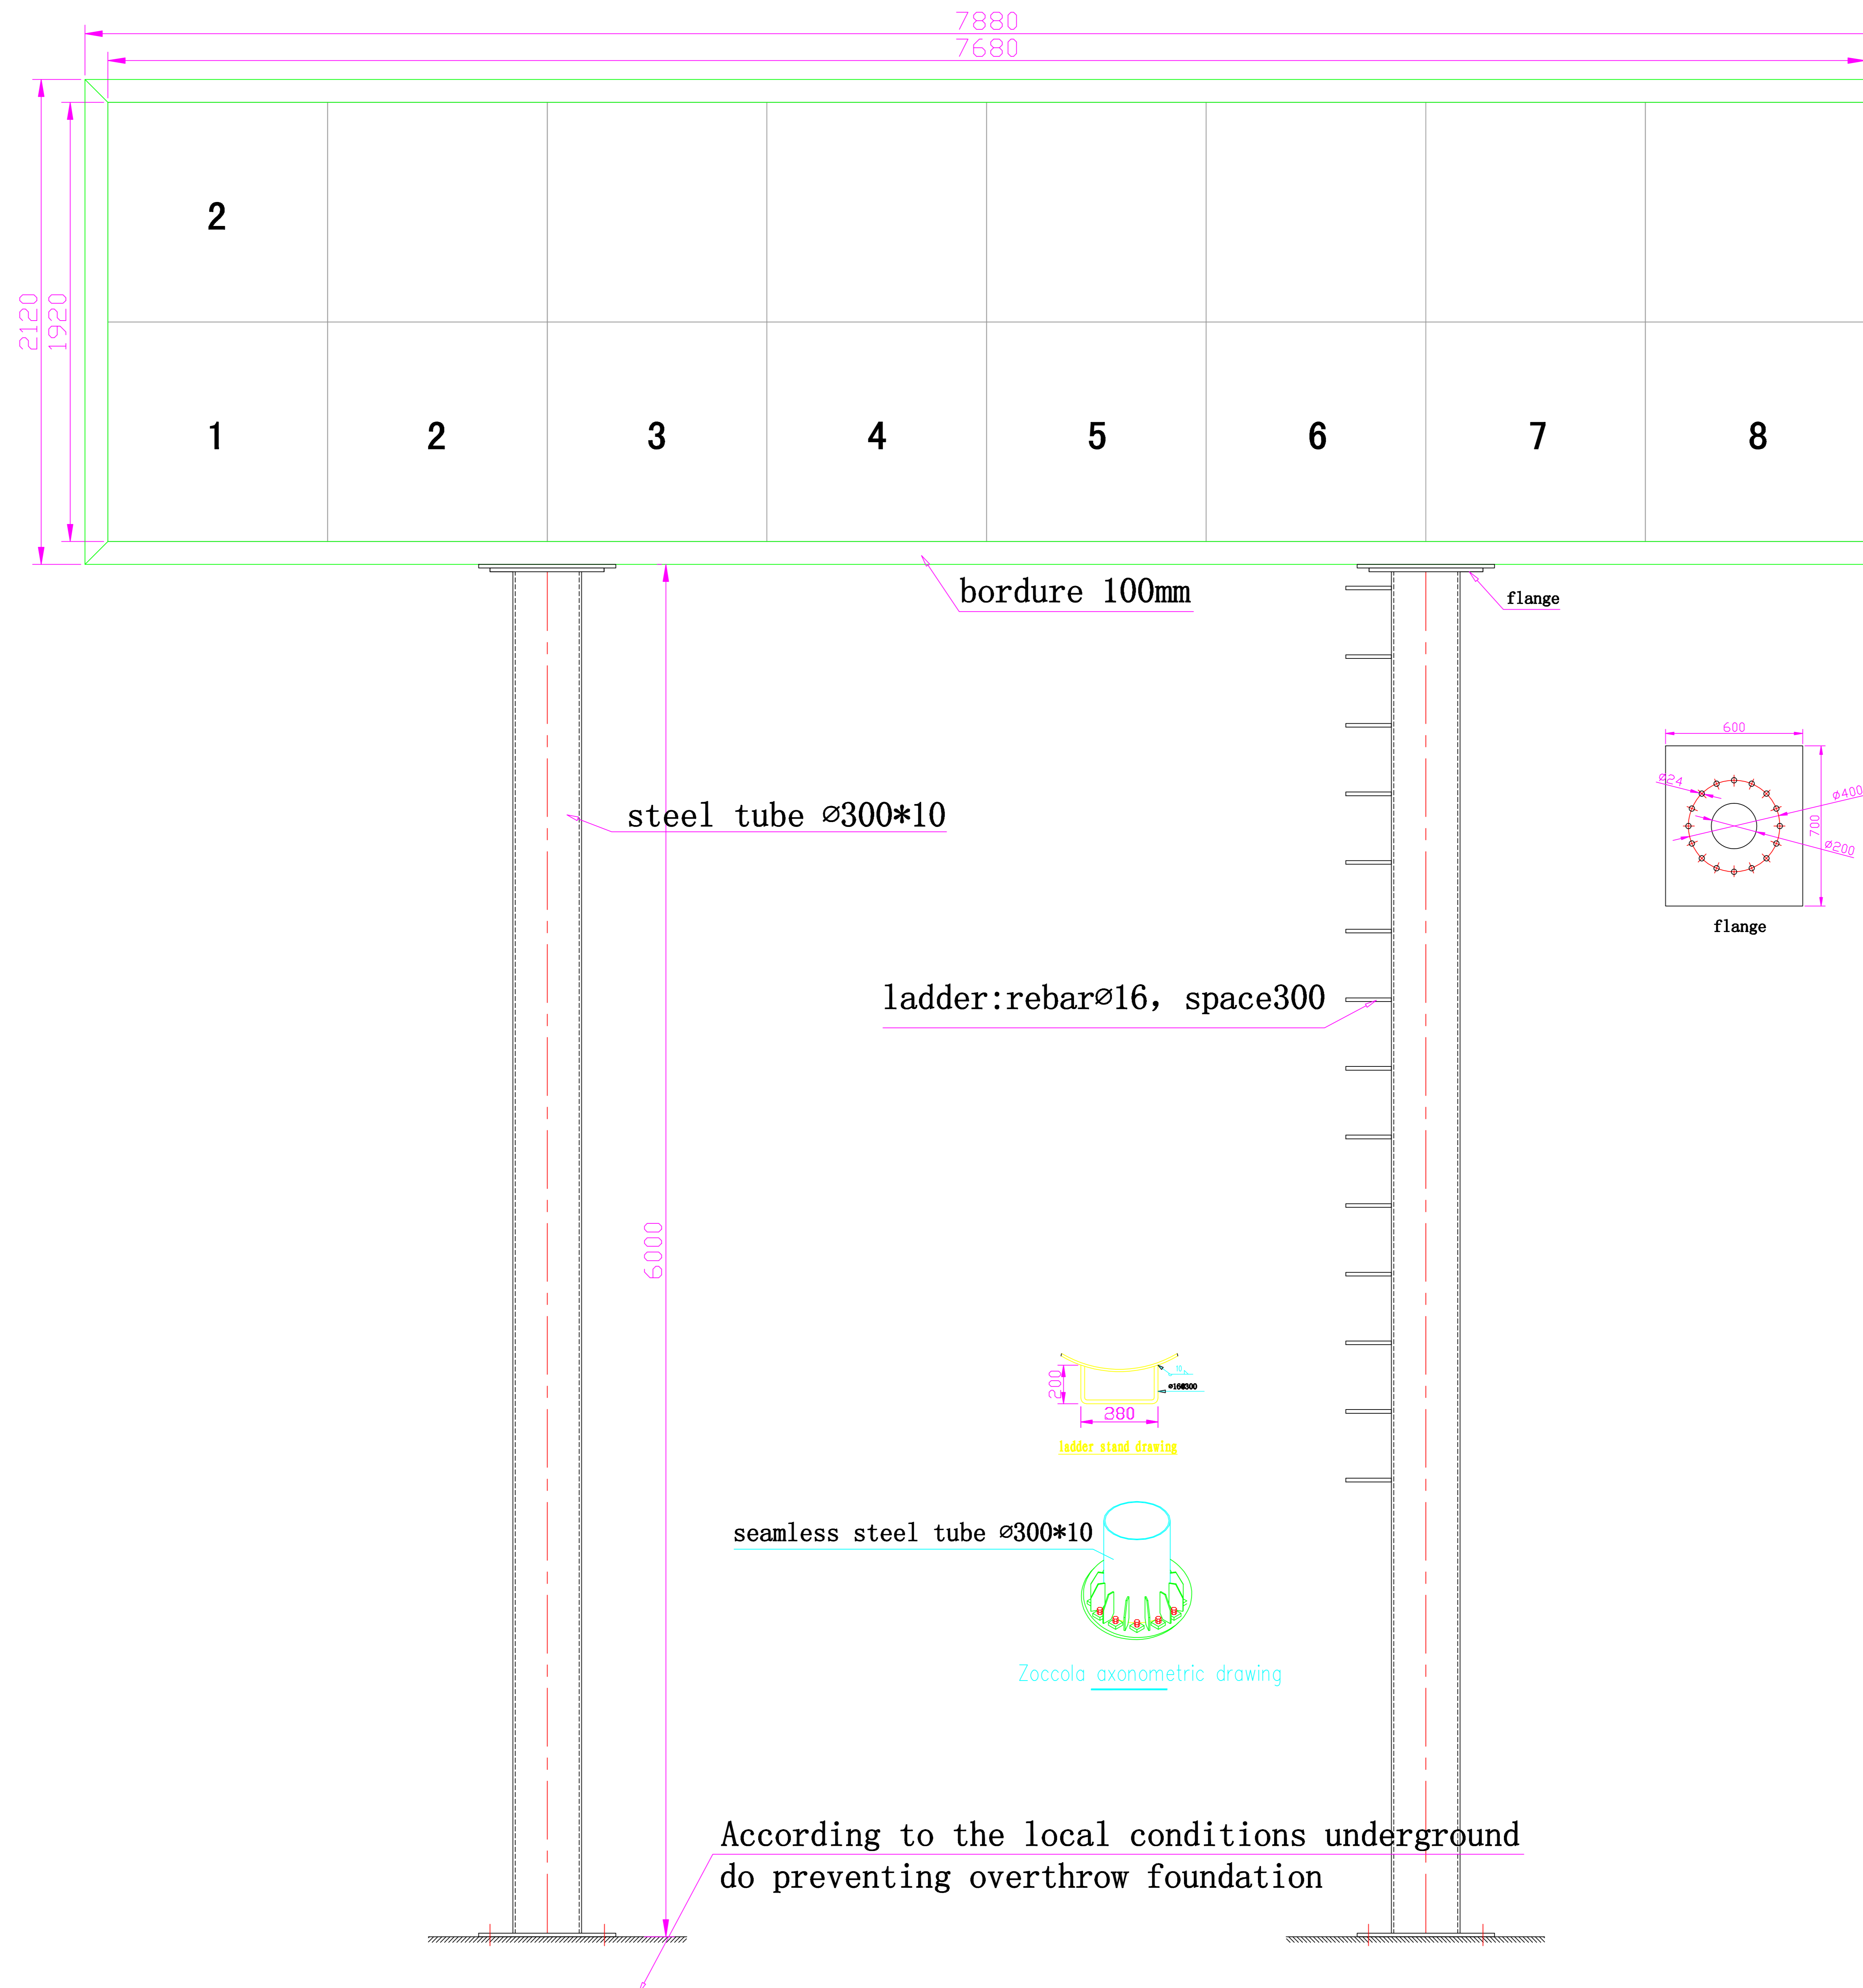 7880
7680
2120
1920
2
1
2
3
4
5
6
7
8
bordure 100mm
flange
steel tube ⌀300*10
600
⌀24
⌀400
700
⌀200
flange
ladder:rebar⌀16, space300
6000
200
280
ladder stand drawing
seamless steel tube ⌀300*10
Zoccola axonometric drawing
According to the local conditions underground
do preventing overthrow foundation